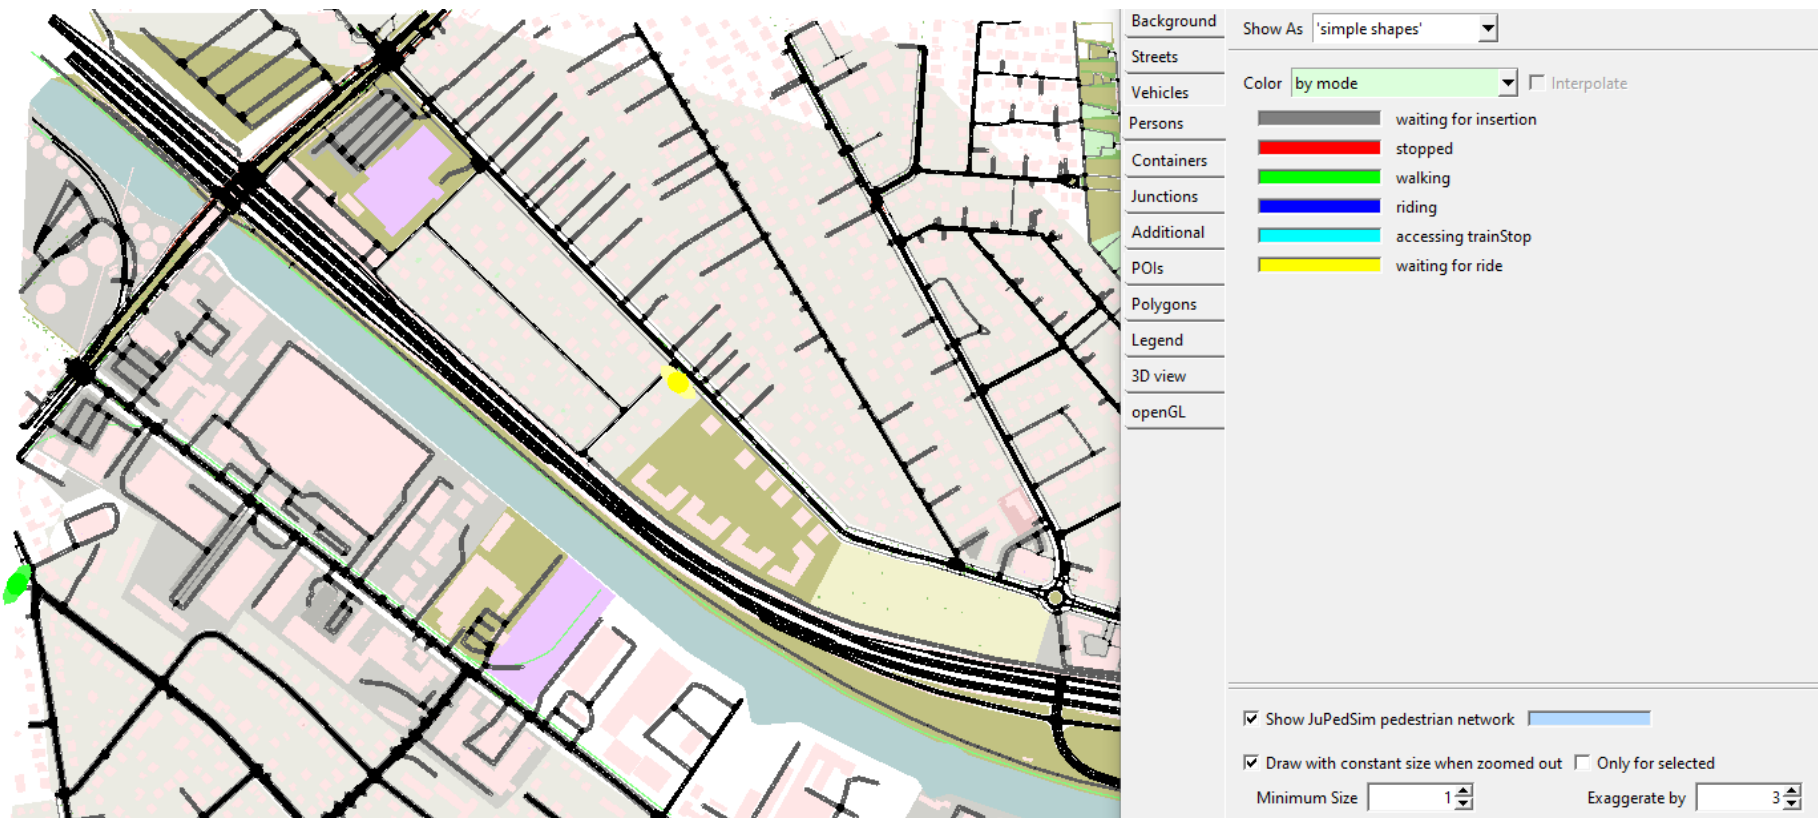 Background
Streets
Vehicles
Persons
Containers
Junctions
Additional
POIs
Polygons
Legend
3D view
openGL
Show As 'simple shapes'
Color by mode Interpolate
waiting for insertion
stopped
walking
riding
accessing trainStop
waiting for ride
Show JuPedSim pedestrian network
Draw with constant size when zoomed out Only for selected
Minimum Size 1 Exaggerate by 3